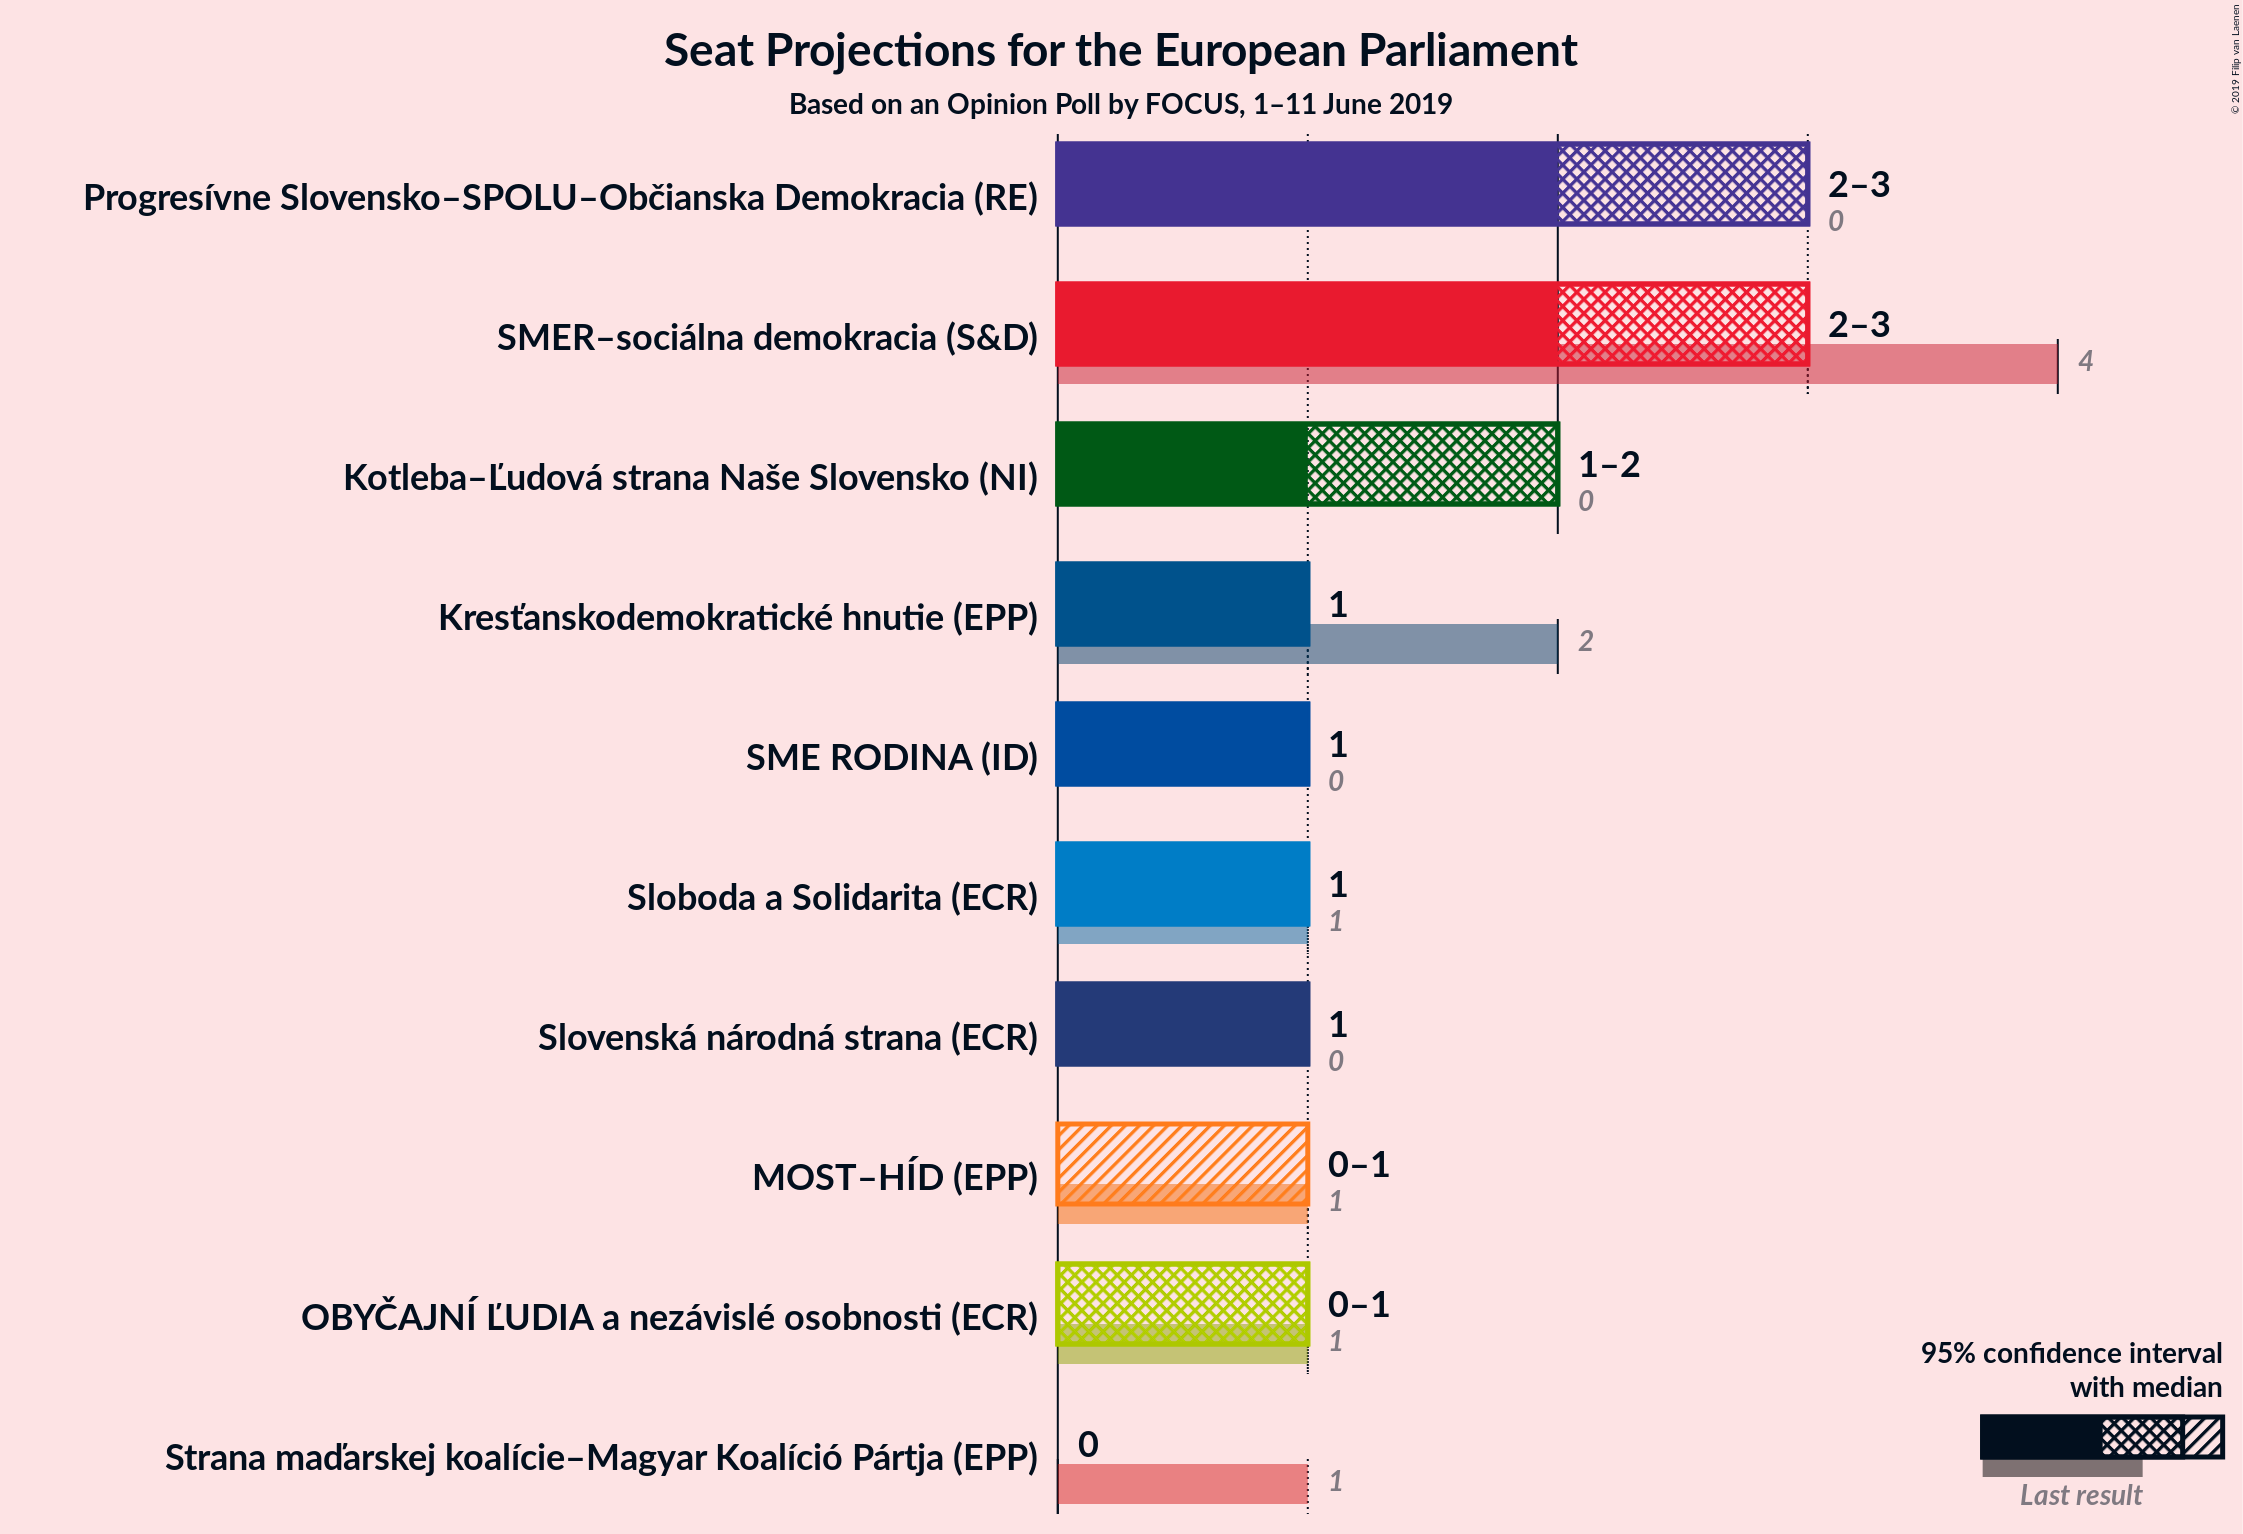 Seat Projections for the European Parliament
Based on an Opinion Poll by FOCUS, 1–11 June 2019
© 2019 Filip van Laenen
Progresívne Slovensko–SPOLU–Občianska Demokracia (RE)
2–3
0
SMER–sociálna demokracia (S&D)
2–3
4
Kotleba–Ľudová strana Naše Slovensko (NI)
1–2
0
Kresťanskodemokratické hnutie (EPP)
1
2
SME RODINA (ID)
1
0
Sloboda a Solidarita (ECR)
1
1
Slovenská národná strana (ECR)
1
0
MOST–HÍD (EPP)
0–1
1
OBYČAJNÍ ĽUDIA a nezávislé osobnosti (ECR)
0–1
1
Strana maďarskej koalície–Magyar Koalíció Pártja (EPP)
0
1
95% confidence interval
with median
Last result